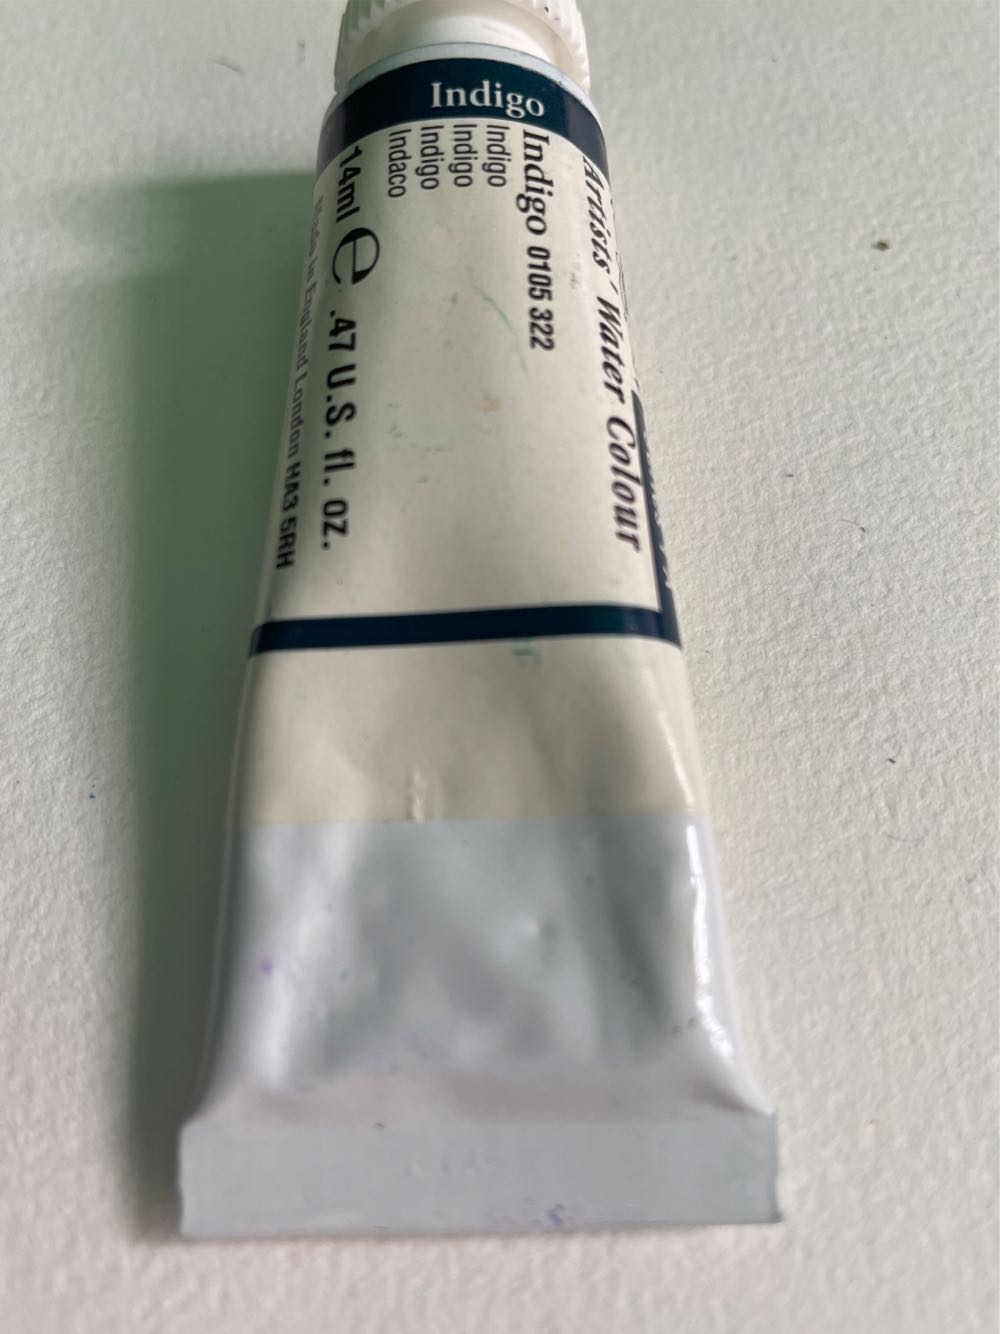 Indigo
Artists' Water Colour
Indigo 0105 322
Indigo
Indigo
Indigo
Indaco
14ml e .47 U.S. fl. oz.
Made in England London HA3 5RH